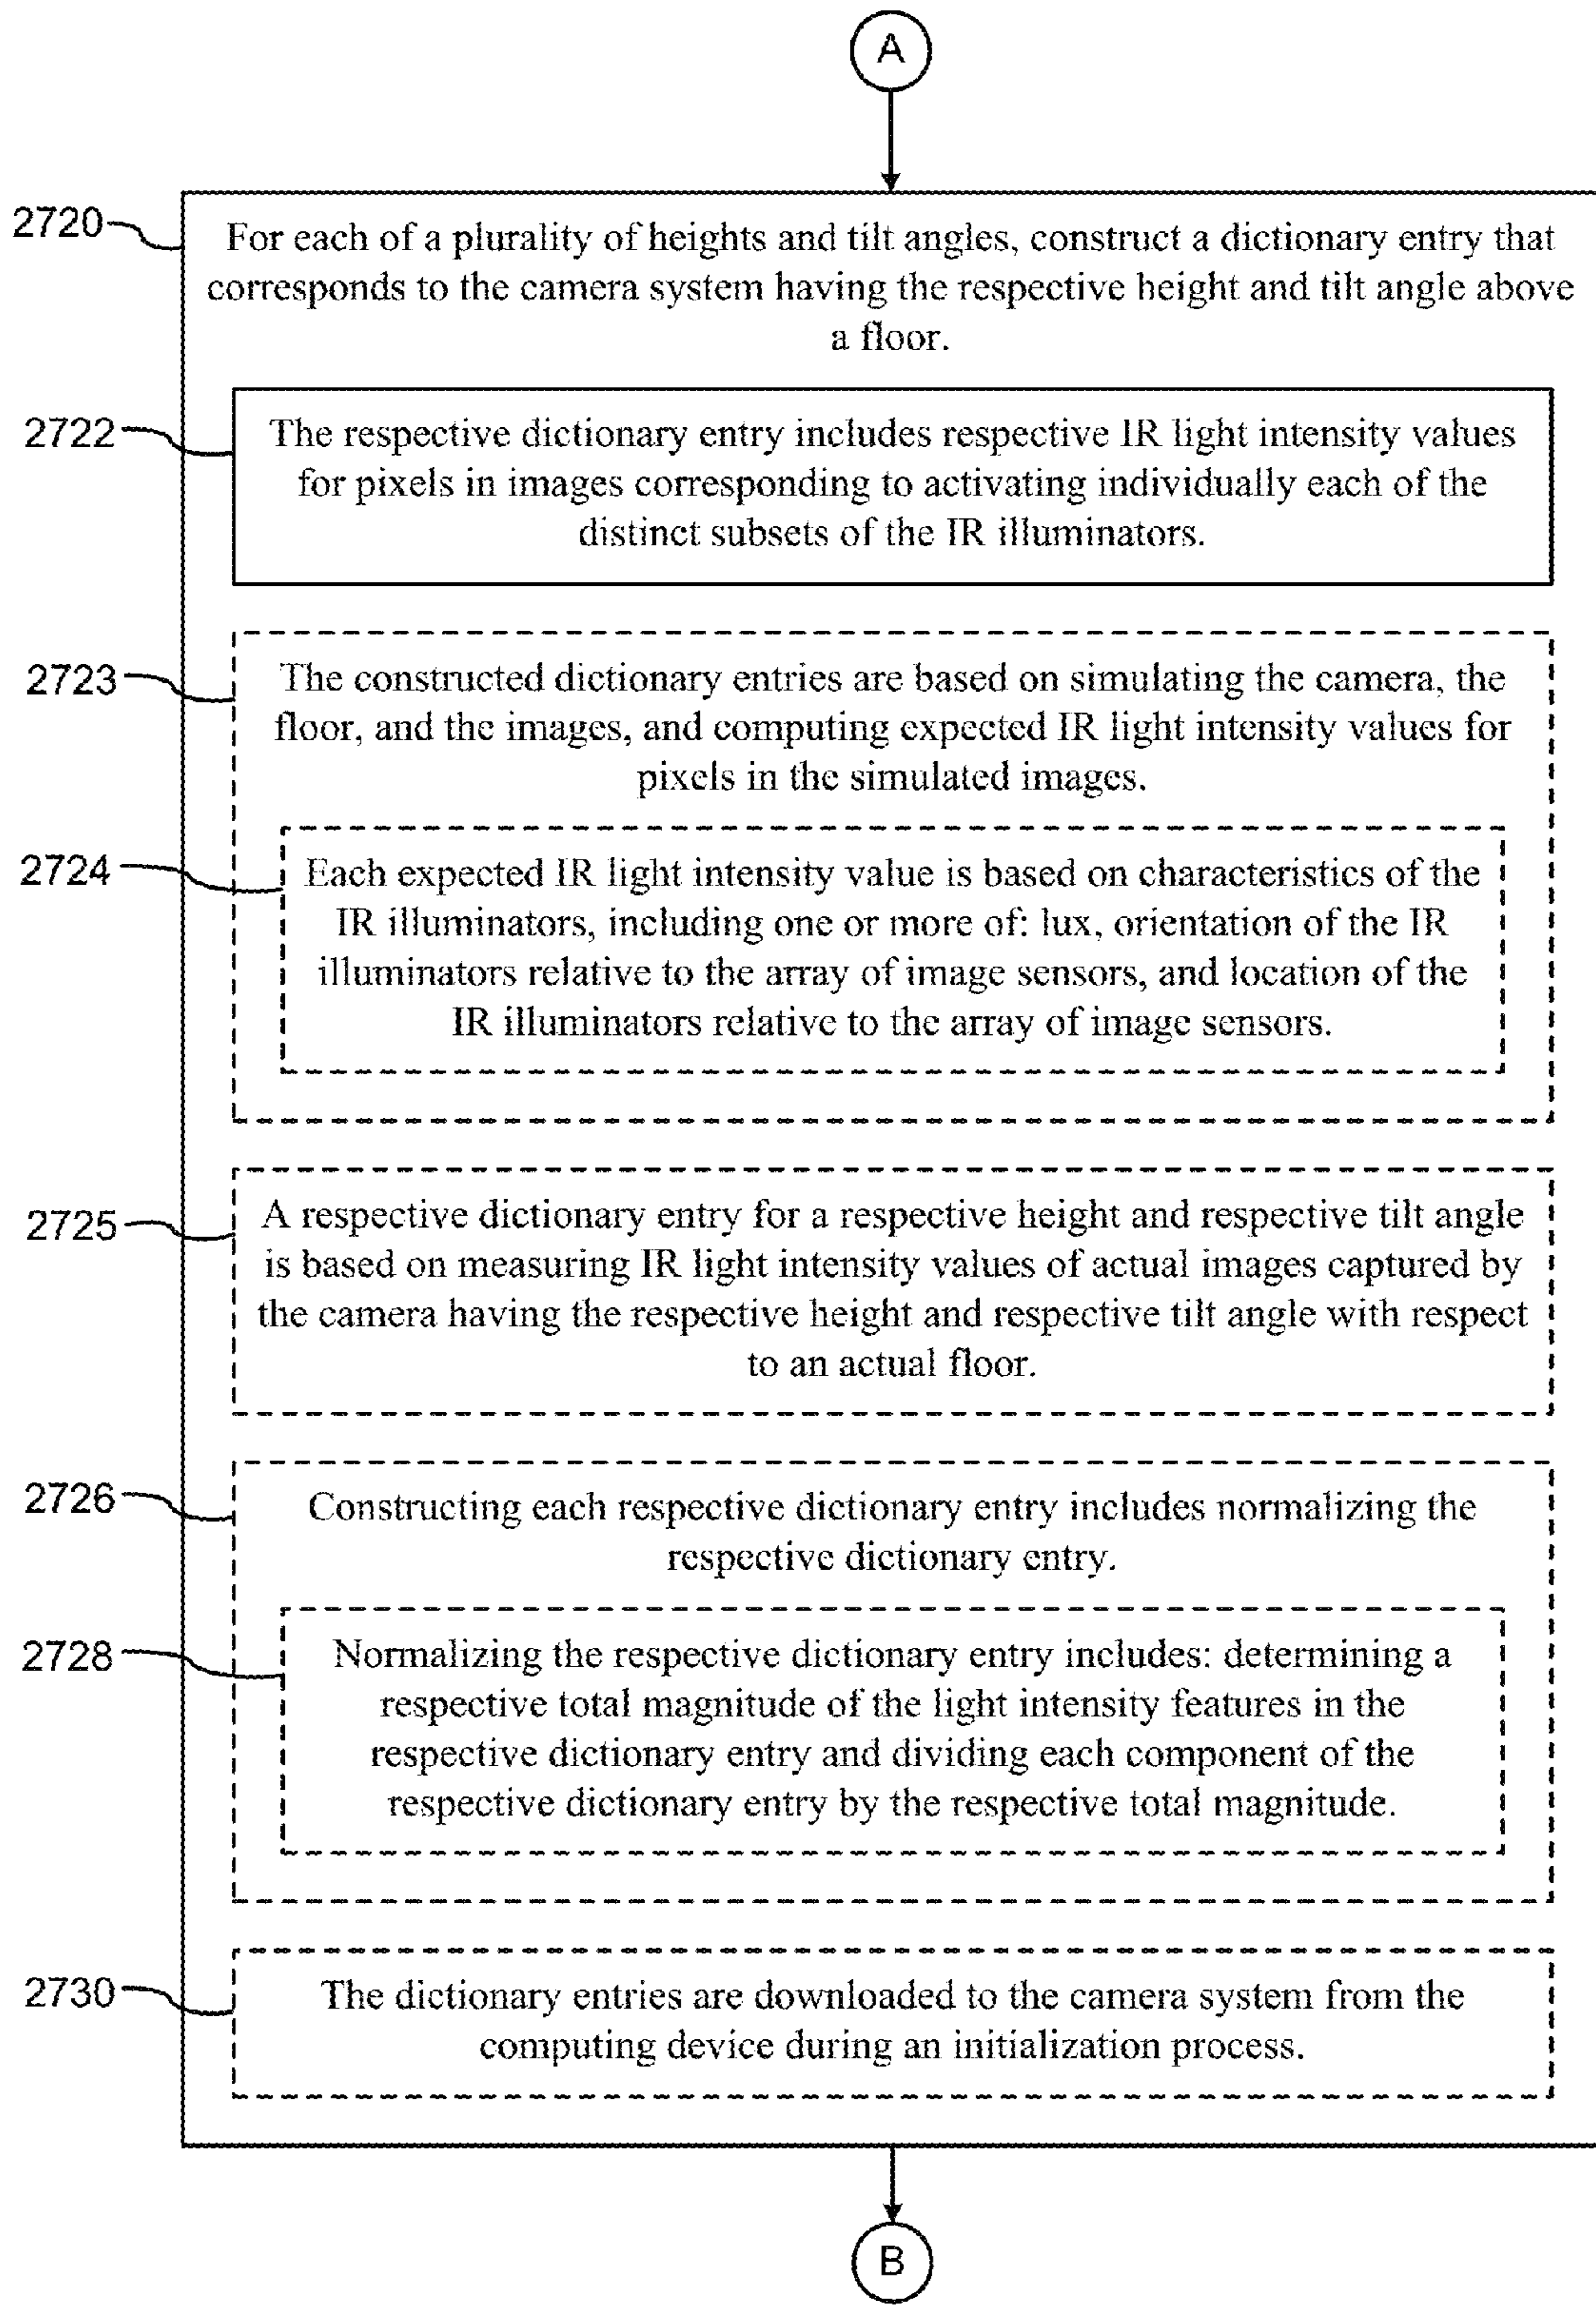 A
2720
For each of a plurality of heights and tilt angles, construct a dictionary entry that
corresponds to the camera system having the respective height and tilt angle above
a floor.
2722
The respective dictionary entry includes respective IR light intensity values
for pixels in images corresponding to activating individually each of the
distinct subsets of the IR illuminators.
2723
The constructed dictionary entries are based on simulating the camera, the
floor, and the images, and computing expected IR light intensity values for
pixels in the simulated images.
2724
Each expected IR light intensity value is based on characteristics of the
IR illuminators, including one or more of: lux, orientation of the IR
illuminators relative to the array of image sensors, and location of the
IR illuminators relative to the array of image sensors.
2725
A respective dictionary entry for a respective height and respective tilt angle
is based on measuring IR light intensity values of actual images captured by
the camera having the respective height and respective tilt angle with respect
to an actual floor.
2726
Constructing each respective dictionary entry includes normalizing the
respective dictionary entry.
2728
Normalizing the respective dictionary entry includes: determining a
respective total magnitude of the light intensity features in the
respective dictionary entry and dividing each component of the
respective dictionary entry by the respective total magnitude.
2730
The dictionary entries are downloaded to the camera system from the
computing device during an initialization process.
B